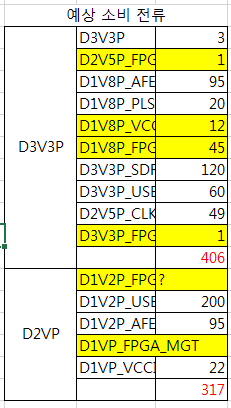 예상 소비 전류
D3V3P
D3V3P 3
D2V5P_FPG 1
D1V8P_AFE 95
D1V8P_PLS 20
D1V8P_VCC 12
D1V8P_FPG 45
D3V3P_SDF 120
D3V3P_USE 60
D2V5P_CLK 49
D3V3P_FPG 1
406
D2VP
D1V2P_FPG ?
D1V2P_USE 200
D1V2P_AFE 95
D1VP_FPGA_MGT
D1VP_VCCI 22
317